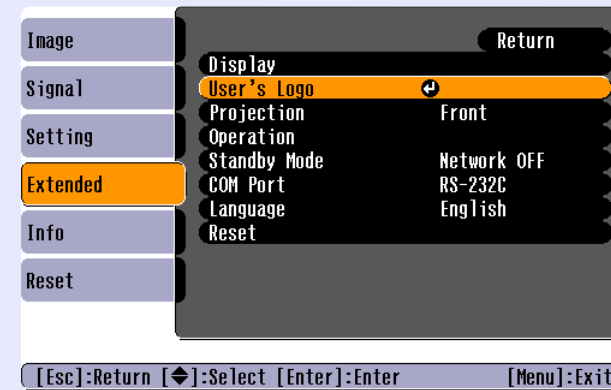 Image
Signal
Setting
Extended
Info
Reset
Return
Display
User's Logo
Projection Front
Operation
Standby Mode Network OFF
COM Port RS-232C
Language English
Reset
[Esc]:Return [◆]:Select [Enter]:Enter [Menu]:Exit